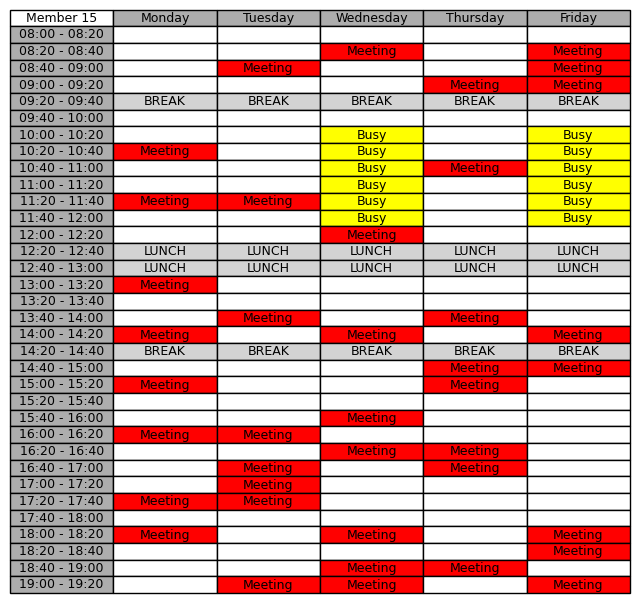 Member 15 Monday Tuesday Wednesday Thursday Friday
08:00 - 08:20
08:20 - 08:40 Meeting Meeting
08:40 - 09:00 Meeting Meeting
09:00 - 09:20 Meeting Meeting
09:20 - 09:40 BREAK BREAK BREAK BREAK BREAK
09:40 - 10:00
10:00 - 10:20 Busy Busy
10:20 - 10:40 Meeting Busy Busy
10:40 - 11:00 Busy Meeting Busy
11:00 - 11:20 Busy Busy
11:20 - 11:40 Meeting Meeting Busy Busy
11:40 - 12:00 Busy Busy
12:00 - 12:20 Meeting
12:20 - 12:40 LUNCH LUNCH LUNCH LUNCH LUNCH
12:40 - 13:00 LUNCH LUNCH LUNCH LUNCH LUNCH
13:00 - 13:20 Meeting
13:20 - 13:40
13:40 - 14:00 Meeting Meeting
14:00 - 14:20 Meeting Meeting Meeting
14:20 - 14:40 BREAK BREAK BREAK BREAK BREAK
14:40 - 15:00 Meeting Meeting
15:00 - 15:20 Meeting Meeting
15:20 - 15:40
15:40 - 16:00 Meeting
16:00 - 16:20 Meeting Meeting
16:20 - 16:40 Meeting Meeting
16:40 - 17:00 Meeting Meeting
17:00 - 17:20 Meeting
17:20 - 17:40 Meeting Meeting
17:40 - 18:00
18:00 - 18:20 Meeting Meeting Meeting
18:20 - 18:40 Meeting
18:40 - 19:00 Meeting Meeting
19:00 - 19:20 Meeting Meeting Meeting